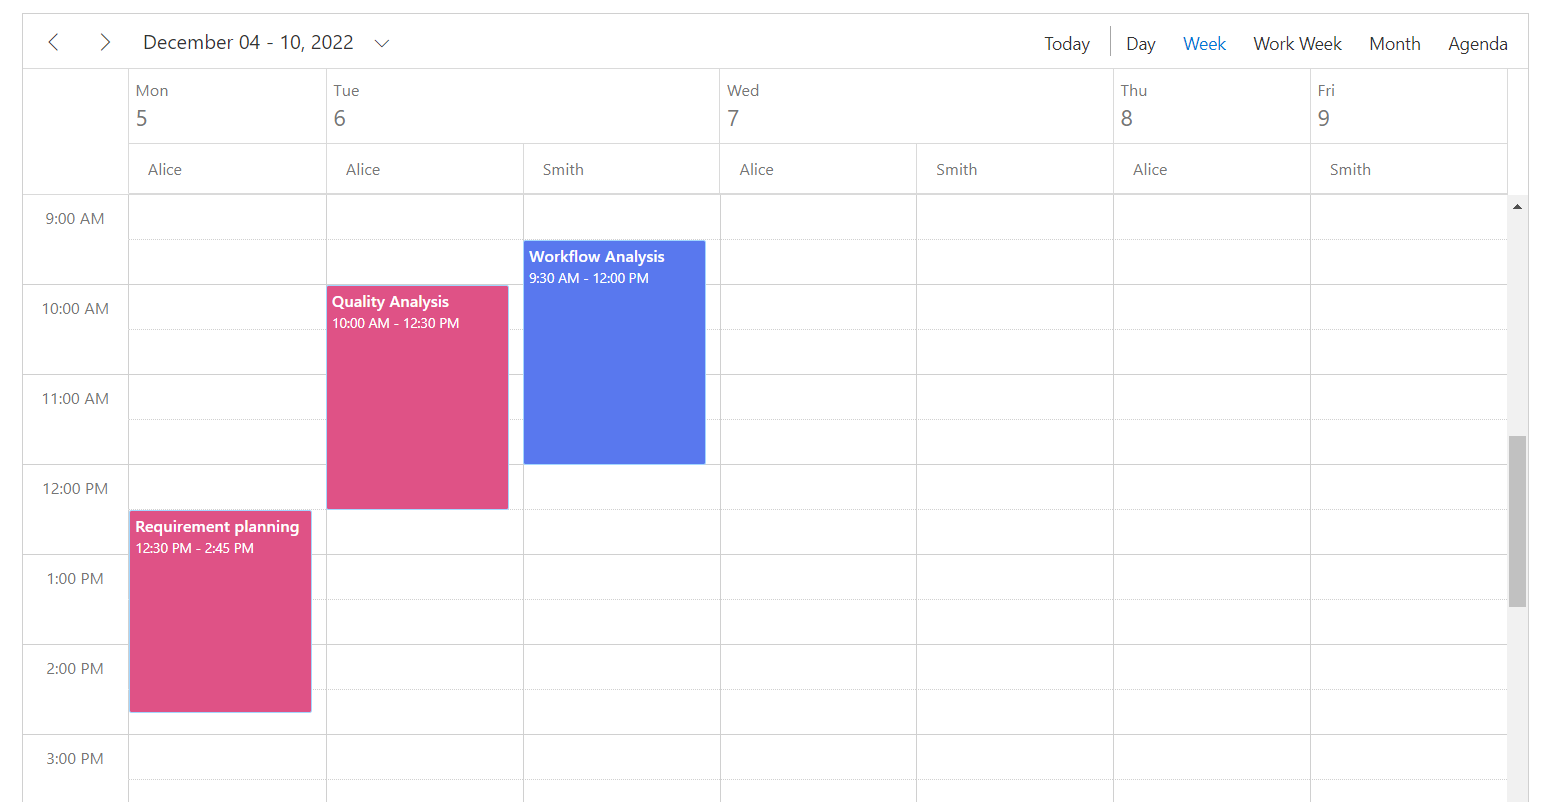 December 04 - 10, 2022
Today Day Week Work Week Month Agenda
Mon Tue Wed Thu Fri
5 6 7 8 9
Alice Alice Smith Alice Smith Alice Smith
9:00 AM
Workflow Analysis
9:30 AM - 12:00 PM
Quality Analysis
10:00 AM
10:00 AM - 12:30 PM
11:00 AM
12:00 PM
Requirement planning
12:30 PM - 2:45 PM
1:00 PM
2:00 PM
3:00 PM